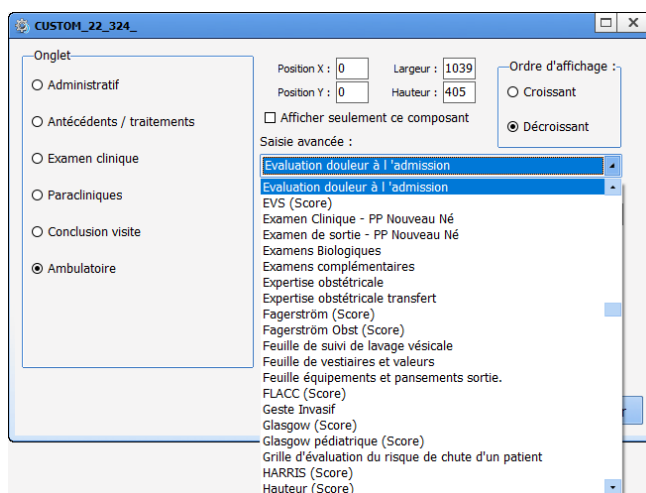 CUSTOM_22_324_
Onglet
Administratif
Antécédents / traitements
Examen clinique
Paracliniques
Conclusion visite
Ambulatoire
Position X : 0
Largeur : 1039
Position Y : 0
Hauteur : 405
Ordre d'affichage :
Croissant
Décroissant
Afficher seulement ce composant
Saisie avancée :
Evaluation douleur à l 'admission
Evaluation douleur à l 'admission
EVS (Score)
Examen Clinique - PP Nouveau Né
Examen de sortie - PP Nouveau Né
Examens Biologiques
Examens complémentaires
Expertise obstétricale
Expertise obstétricale transfert
Fagerström (Score)
Fagerström Obst (Score)
Feuille de suivi de lavage vésicale
Feuille de vestiaires et valeurs
Feuille équipements et pansements sortie.
FLACC (Score)
Geste Invasif
Glasgow (Score)
Glasgow pédiatrique (Score)
Grille d'évaluation du risque de chute d'un patient
HARRIS (Score)
Hauteur (Score)